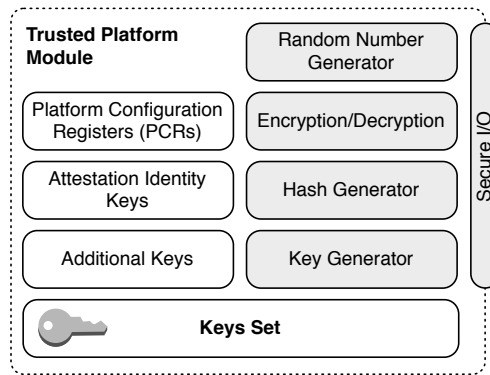 Trusted Platform
Module
Random Number
Generator
Platform Configuration
Registers (PCRs)
Encryption/Decryption
Attestation Identity
Keys
Hash Generator
Additional Keys
Key Generator
Secure I/O
Keys Set